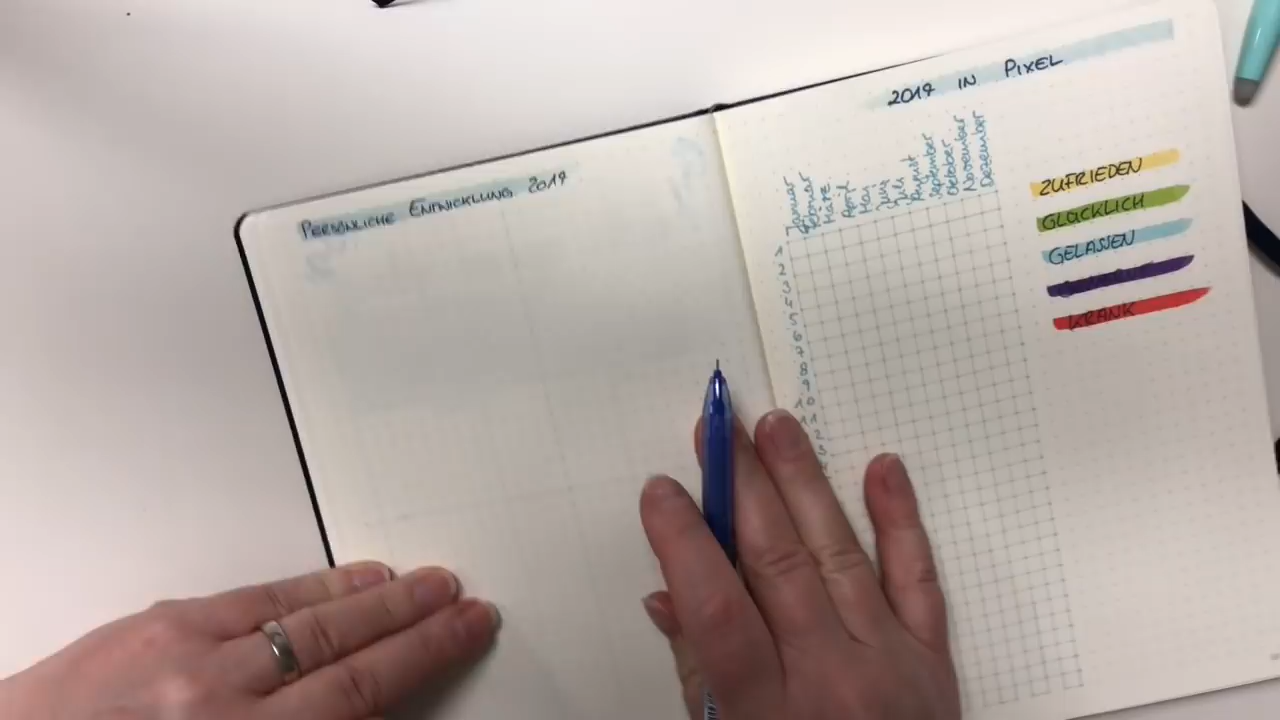 PERSÖNLICHE ENTWICKLUNG 2019
2019 IN PIXEL
Januar
Februar
März
April
Mai
Juni
Juli
August
September
Oktober
November
Dezember
1
2
3
4
5
6
7
8
9
10
11
ZUFRIEDEN
GLÜCKLICH
GELASSEN
KRANK